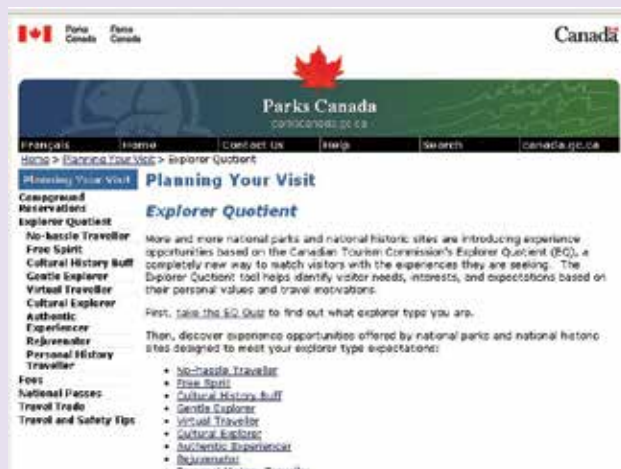 Parks Parcs
Canada Canada
Canada
Parks Canada
parkscanada.gc.ca
Français Home Contact Us Help Search canada.gc.ca
Home > Planning Your Visit > Explorer Quotient
Planning Your Visit
Campground
Reservations
Explorer Quotient
No-hassle Traveller
Free Spirit
Cultural History Buff
Gentle Explorer
Virtual Traveller
Cultural Explorer
Authentic
Experiencer
Rejuvenator
Personal History
Traveller
Fees
National Passes
Travel Trade
Travel and Safety Tips
Planning Your Visit
Explorer Quotient
More and more national parks and national historic sites are introducing experience
opportunities based on the Canadian Tourism Commission's Explorer Quotient (EQ), a
completely new way to match visitors with the experiences they are seeking. The
Explorer Quotient tool helps identify visitor needs, interests, and expectations based on
their personal values and travel motivations.
First, take the EQ Quiz to find out what explorer type you are.
Then, discover experience opportunities offered by national parks and national historic
sites designed to meet your explorer type expectations:
• No-hassle Traveller
• Free Spirit
• Cultural History Buff
• Gentle Explorer
• Virtual Traveller
• Cultural Explorer
• Authentic Experiencer
• Rejuvenator
• Personal History Traveller